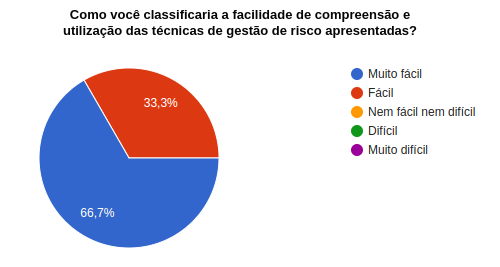 Como você classificaria a facilidade de compreensão e
utilização das técnicas de gestão de risco apresentadas?
Muito fácil
Fácil
Nem fácil nem difícil
Difícil
Muito difícil
33,3%
66,7%